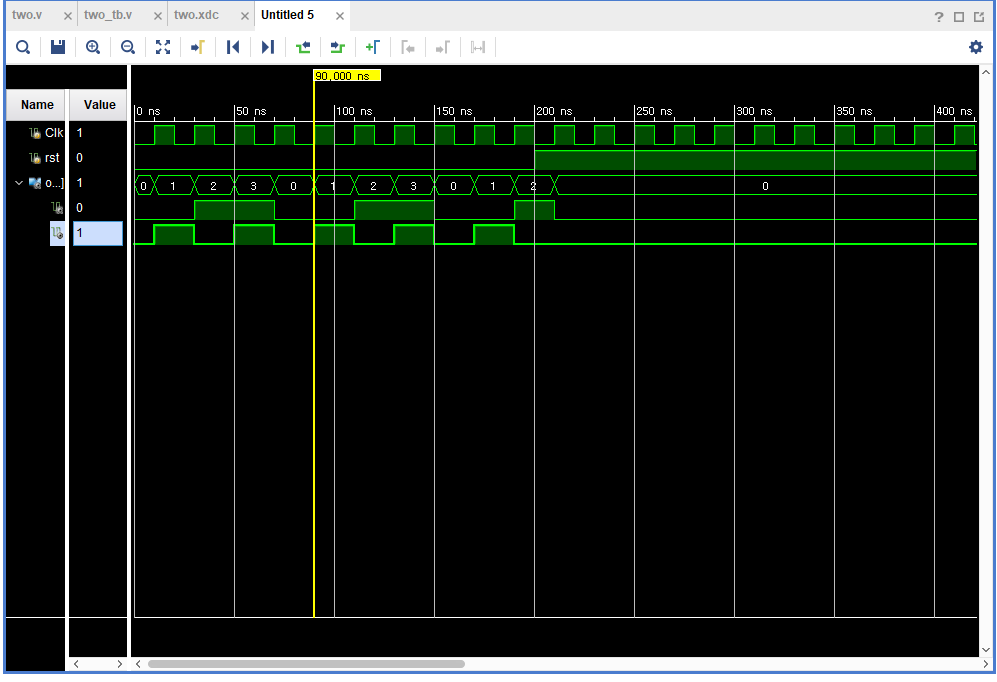 two.v × two_tb.v × two.xdc × Untitled 5 ×
?
90,000 ns
Name Value
0 ns 50 ns 100 ns 150 ns 200 ns 250 ns 300 ns 350 ns 400 ns
Clk 1
rst 0
o...] 1 0 1 2 3 0 1 2 3 0 1 2 0
0
1